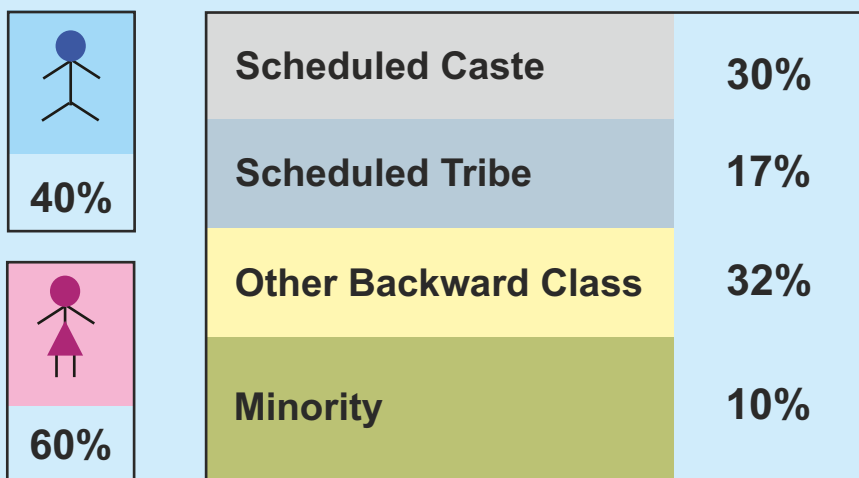 40%
60%
Scheduled Caste 30%
Scheduled Tribe 17%
Other Backward Class 32%
Minority 10%